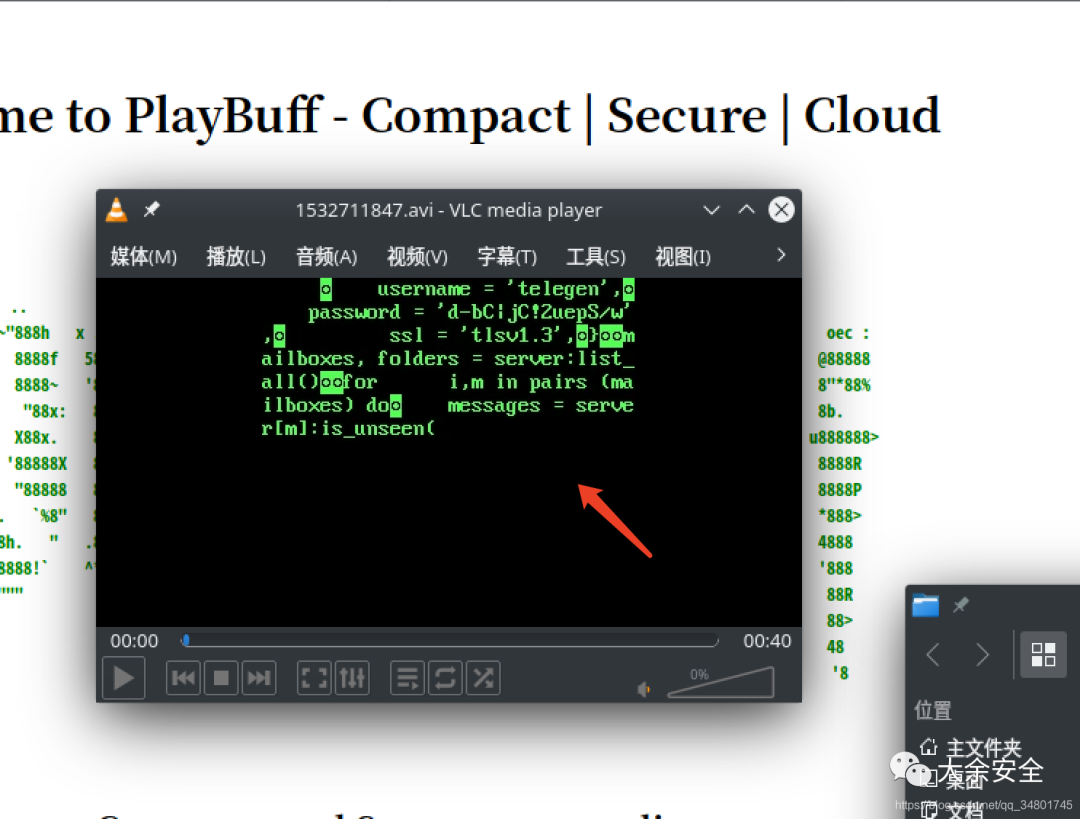 me to PlayBuff - Compact | Secure | Cloud
1532711847.avi - VLC media player
媒体(M) 播放(L) 音频(A) 视频(V) 字幕(T) 工具(S) 视图(I)
username = 'telegen',
password = 'd-bC|jC!2uepS/w'
,ssl = 'tlsv1.3',}m
ailboxes, folders = server:list_
all()for i,m in pairs (ma
ilboxes) do messages = serve
r[m]:is_unseen(
..
~"888h x
8888f 58
8888~ '8
"88x:
X88x.
'88888X
"88888
. `%8"
8h. " .8
8888!` ^"
""""
oec :
@88888
8"*88%
8b.
u888888>
8888R
8888P
*888>
4888
'888
88R
88>
48
'8
00:00 00:40
0%
位置
主文件夹
桌面
文档
大余安全
https://blog.csdn.net/qq_34801745